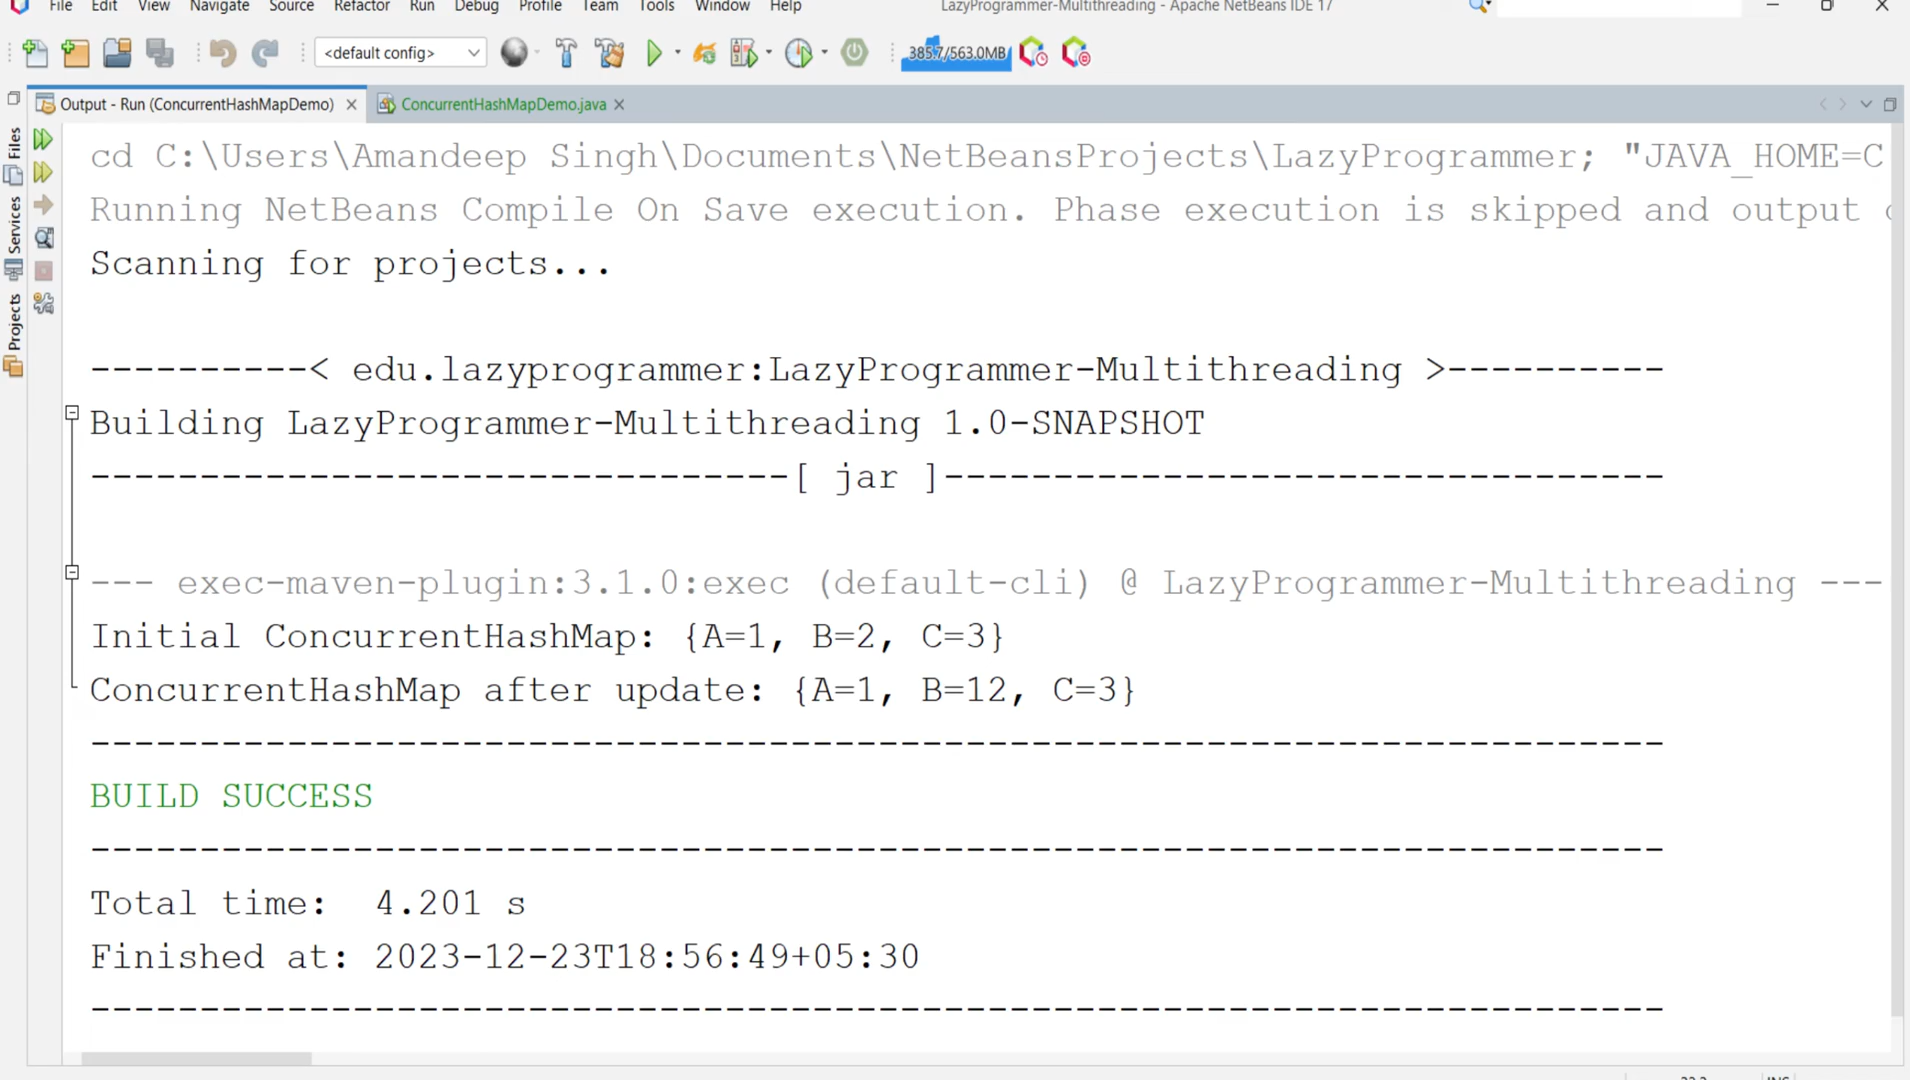 File Edit View Navigate Source Refactor Run Debug Profile Team Tools Window Help LazyProgrammer-Multithreading - Apache NetBeans IDE 17
<default config> 385.7/563.0MB
Output - Run (ConcurrentHashMapDemo) ConcurrentHashMapDemo.java
Files
Services
Projects
cd C:\Users\Amandeep Singh\Documents\NetBeansProjects\LazyProgrammer; "JAVA_HOME=C
Running NetBeans Compile On Save execution. Phase execution is skipped and output
Scanning for projects...
----------< edu.lazyprogrammer:LazyProgrammer-Multithreading >----------
Building LazyProgrammer-Multithreading 1.0-SNAPSHOT
--------------------------------[ jar ]---------------------------------
--- exec-maven-plugin:3.1.0:exec (default-cli) @ LazyProgrammer-Multithreading ---
Initial ConcurrentHashMap: {A=1, B=2, C=3}
ConcurrentHashMap after update: {A=1, B=12, C=3}
------------------------------------------------------------------------
BUILD SUCCESS
------------------------------------------------------------------------
Total time:  4.201 s
Finished at: 2023-12-23T18:56:49+05:30
------------------------------------------------------------------------